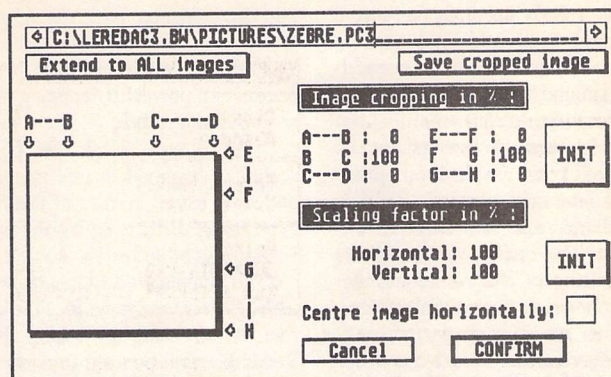 C:\LEREDAC3.BW\PICTURES\ZEBRE.PC3
Extend to ALL images
Save cropped image
Image cropping in % :
A---B C-----D
A---B : 0 E---F : 0
B C :100 F G :100
C---D : 0 G---H : 0
INIT
E
F
G
H
Scaling factor in % :
Horizontal: 100
Vertical: 100
INIT
Centre image horizontally:
Cancel
CONFIRM